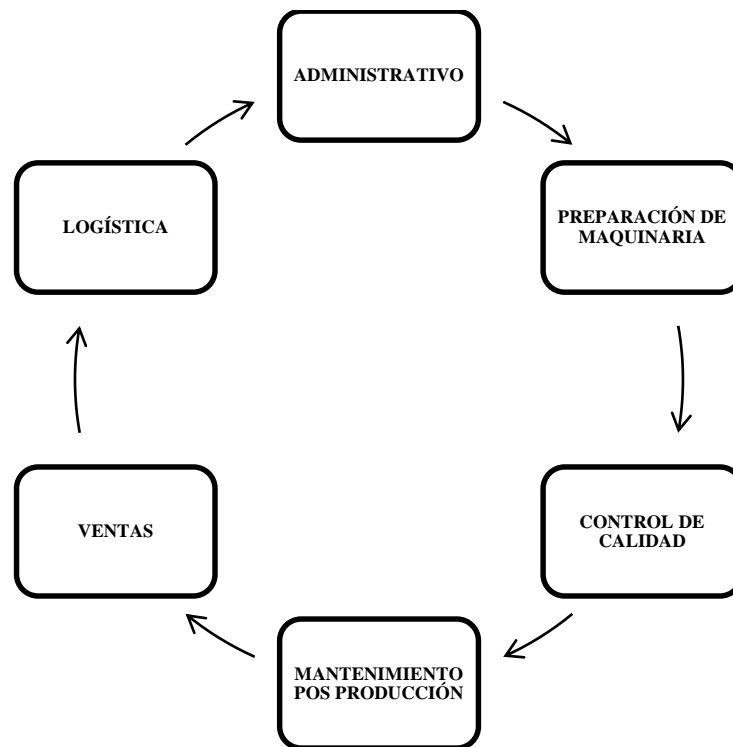 ADMINISTRATIVO
PREPARACIÓN DE
MAQUINARIA
CONTROL DE
CALIDAD
MANTENIMIENTO
POS PRODUCCIÓN
VENTAS
LOGÍSTICA